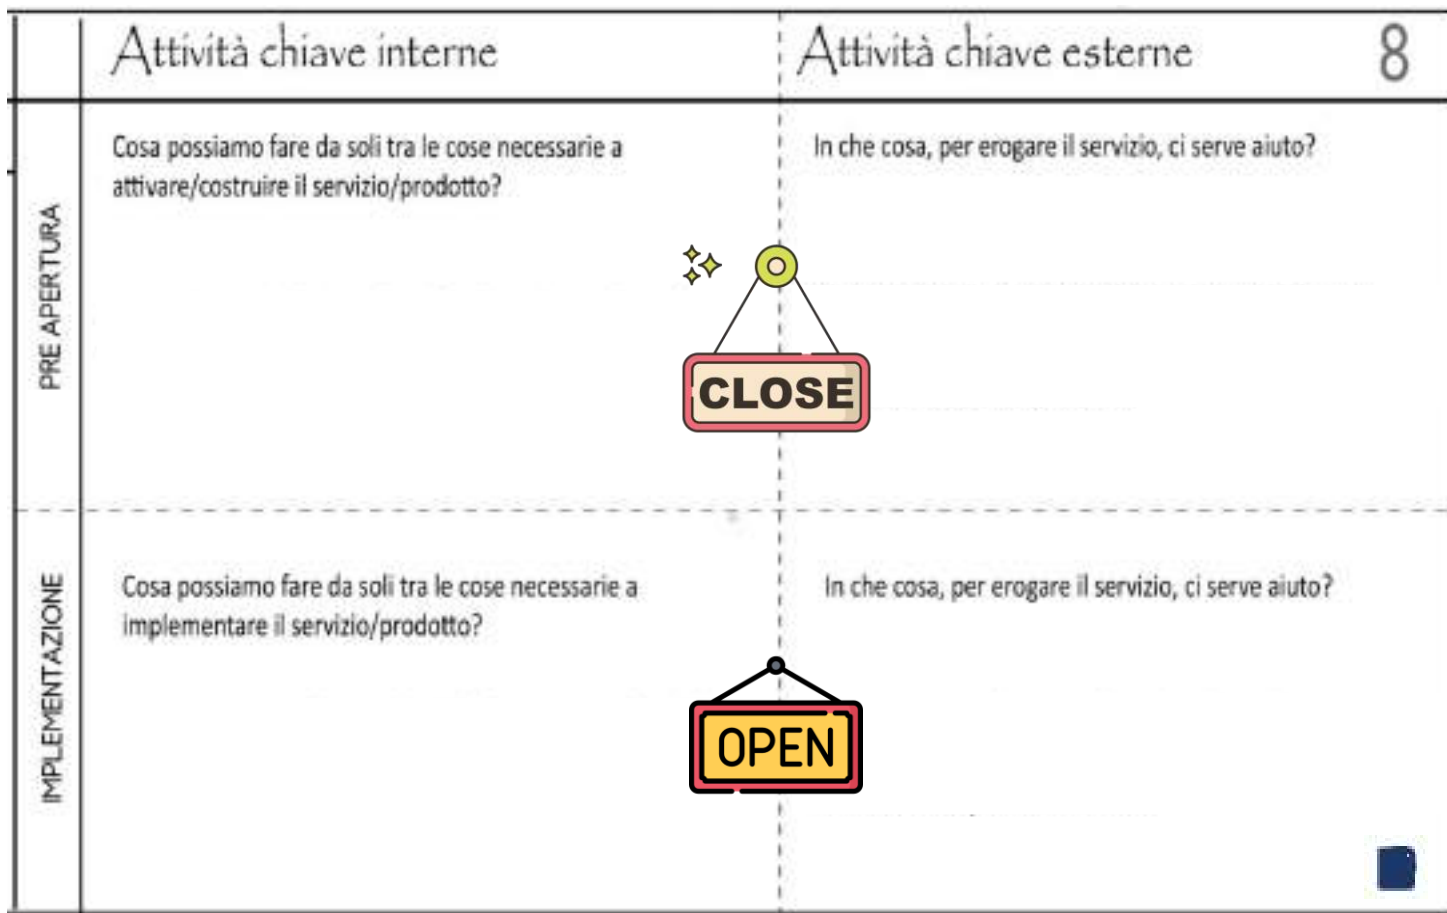 Attività chiave interne
Attività chiave esterne
8
PRE APERTURA
Cosa possiamo fare da soli tra le cose necessarie a
attivare/costruire il servizio/prodotto?
In che cosa, per erogare il servizio, ci serve aiuto?
CLOSE
IMPLEMENTAZIONE
Cosa possiamo fare da soli tra le cose necessarie a
implementare il servizio/prodotto?
In che cosa, per erogare il servizio, ci serve aiuto?
OPEN